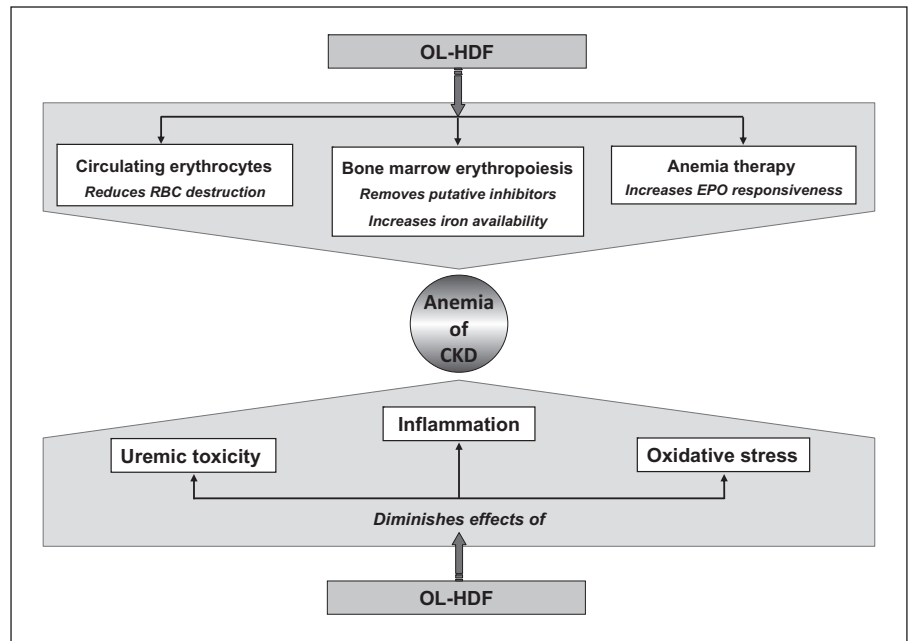 OL-HDF
Circulating erythrocytes
Reduces RBC destruction
Bone marrow erythropoiesis
Removes putative inhibitors
Increases iron availability
Anemia therapy
Increases EPO responsiveness
Anemia
of
CKD
Inflammation
Uremic toxicity
Oxidative stress
Diminishes effects of
OL-HDF